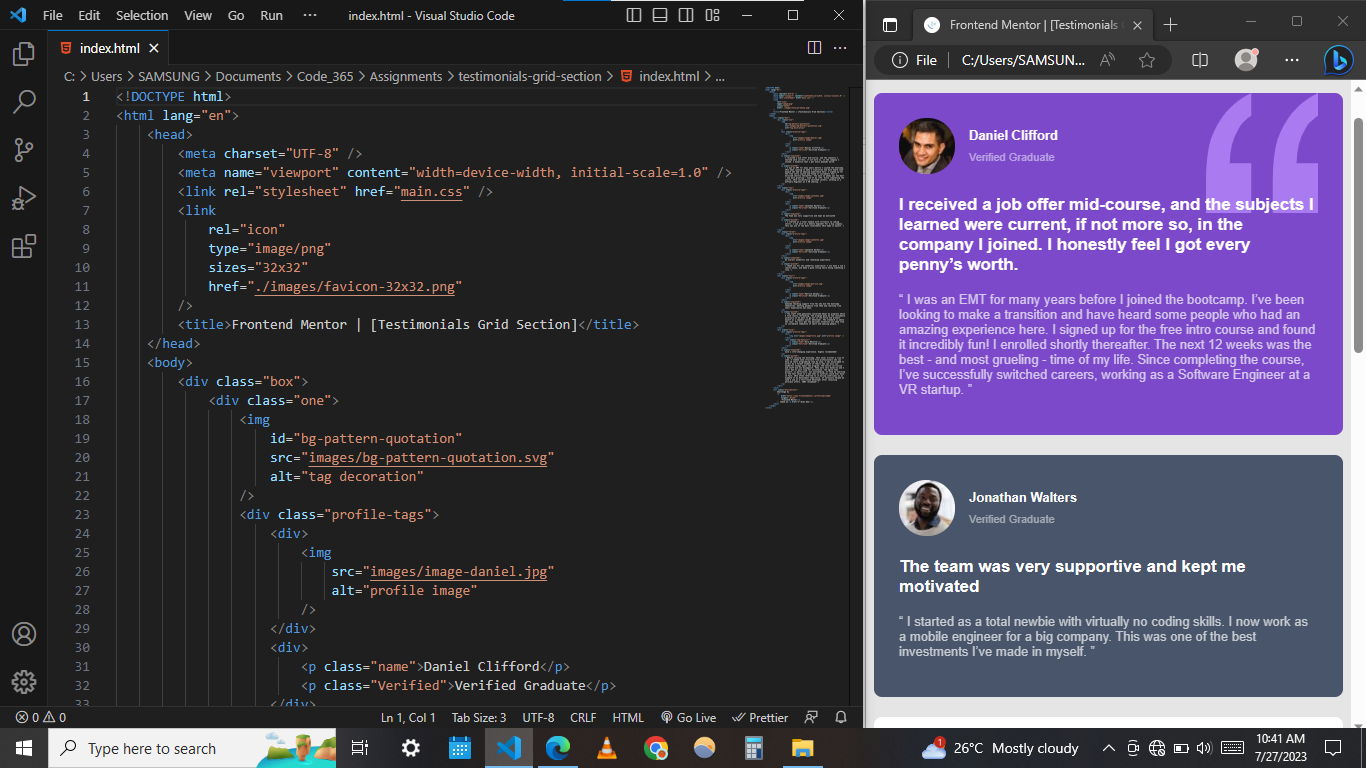 File Edit Selection View Go Run ··· index.html - Visual Studio Code
index.html
C: > Users > SAMSUNG > Documents > Code_365 > Assignments > testimonials-grid-section > index.html > ...
1 <!DOCTYPE html>
2 <html lang="en">
3 <head>
4 <meta charset="UTF-8" />
5 <meta name="viewport" content="width=device-width, initial-scale=1.0" />
6 <link rel="stylesheet" href="main.css" />
7 <link
8 rel="icon"
9 type="image/png"
10 sizes="32x32"
11 href="./images/favicon-32x32.png"
12 />
13 <title>Frontend Mentor | [Testimonials Grid Section]</title>
14 </head>
15 <body>
16 <div class="box">
17 <div class="one">
18 <img
19 id="bg-pattern-quotation"
20 src="images/bg-pattern-quotation.svg"
21 alt="tag decoration"
22 />
23 <div class="profile-tags">
24 <div>
25 <img
26 src="images/image-daniel.jpg"
27 alt="profile image"
28 />
29 </div>
30 <div>
31 <p class="name">Daniel Clifford</p>
32 <p class="Verified">Verified Graduate</p>
33 </div>
0 0 Ln 1, Col 1 Tab Size: 3 UTF-8 CRLF HTML Go Live Prettier
Frontend Mentor | [Testimonials
File C:/Users/SAMSUN...
Daniel Clifford
Verified Graduate
I received a job offer mid-course, and the subjects I
learned were current, if not more so, in the
company I joined. I honestly feel I got every
penny’s worth.
“ I was an EMT for many years before I joined the bootcamp. I’ve been
looking to make a transition and have heard some people who had an
amazing experience here. I signed up for the free intro course and found
it incredibly fun! I enrolled shortly thereafter. The next 12 weeks was the
best - and most grueling - time of my life. Since completing the course,
I’ve successfully switched careers, working as a Software Engineer at a
VR startup. ”
Jonathan Walters
Verified Graduate
The team was very supportive and kept me
motivated
“ I started as a total newbie with virtually no coding skills. I now work as
a mobile engineer for a big company. This was one of the best
investments I’ve made in myself. ”
Type here to search
1 26°C Mostly cloudy
10:41 AM
7/27/2023